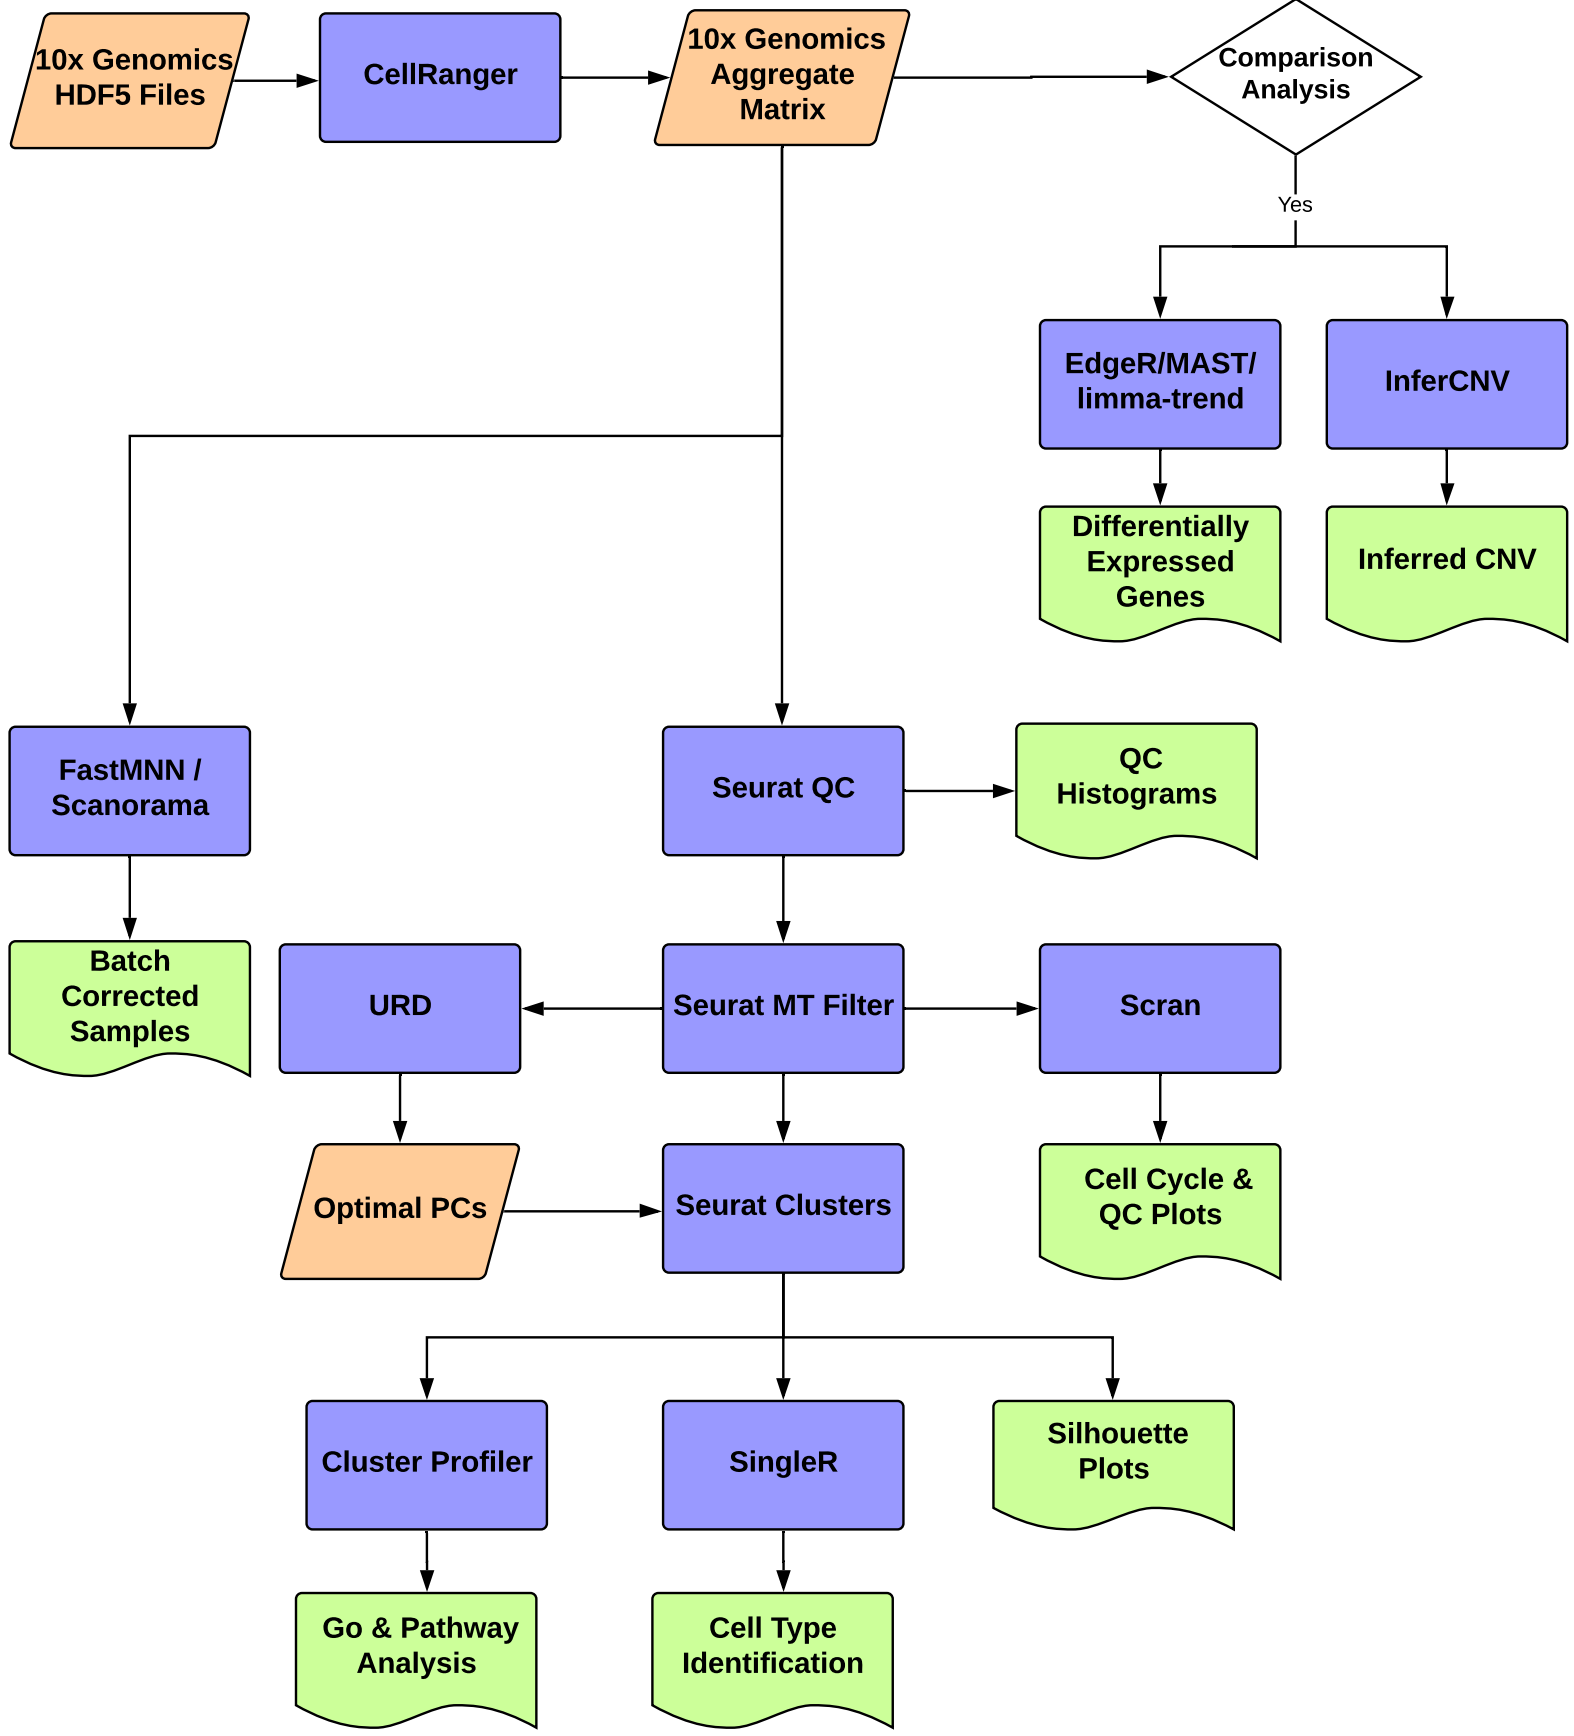 10x Genomics
HDF5 Files
CellRanger
10x Genomics
Aggregate
Matrix
Comparison
Analysis
Yes
EdgeR/MAST/
limma-trend
InferCNV
Differentially
Expressed
Genes
Inferred CNV
FastMNN /
Scanorama
Seurat QC
QC
Histograms
Batch
Corrected
Samples
URD
Seurat MT Filter
Scran
Optimal PCs
Seurat Clusters
Cell Cycle &
QC Plots
Cluster Profiler
SingleR
Silhouette
Plots
Go & Pathway
Analysis
Cell Type
Identification